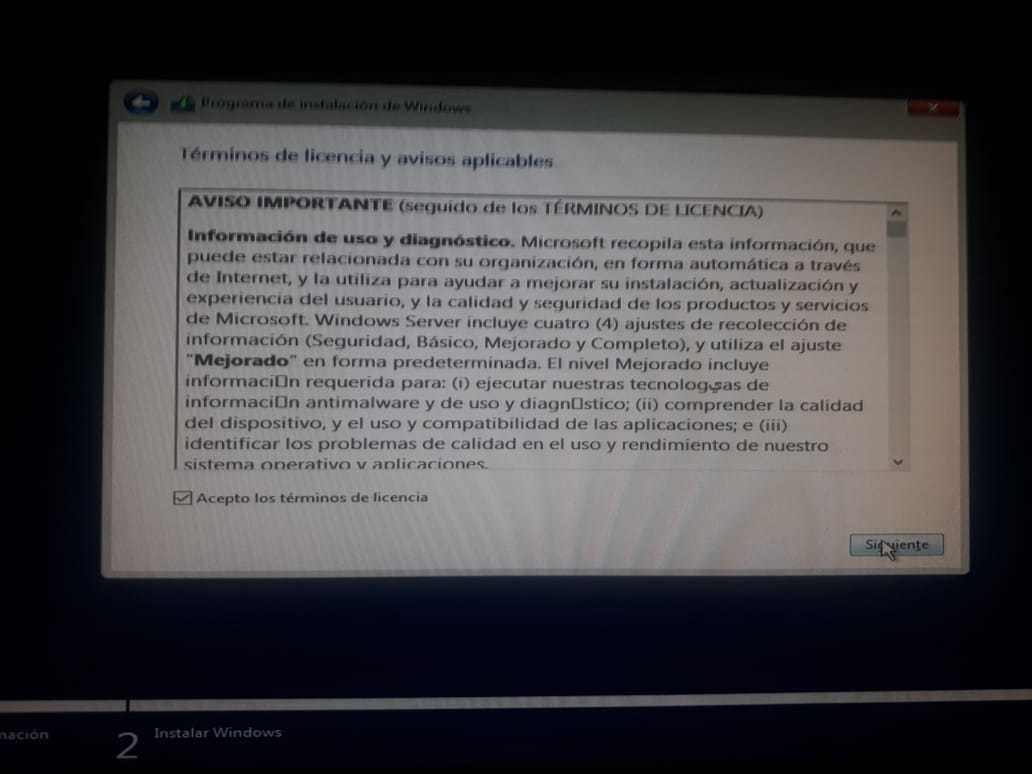 Programa de instalación de Windows
Términos de licencia y avisos aplicables
AVISO IMPORTANTE (seguido de los TÉRMINOS DE LICENCIA)
Información de uso y diagnóstico. Microsoft recopila esta información, que
puede estar relacionada con su organización, en forma automática a través
de Internet, y la utiliza para ayudar a mejorar su instalación, actualización y
experiencia del usuario, y la calidad y seguridad de los productos y servicios
de Microsoft. Windows Server incluye cuatro (4) ajustes de recolección de
información (Seguridad, Básico, Mejorado y Completo), y utiliza el ajuste
"Mejorado" en forma predeterminada. El nivel Mejorado incluye
informaci□n requerida para: (i) ejecutar nuestras tecnologڝas de
informaci□n antimalware y de uso y diagn□stico; (ii) comprender la calidad
del dispositivo, y el uso y compatibilidad de las aplicaciones; e (iii)
identificar los problemas de calidad en el uso y rendimiento de nuestro
sistema operativo y aplicaciones.
Acepto los términos de licencia
Siguiente
mación
2 Instalar Windows